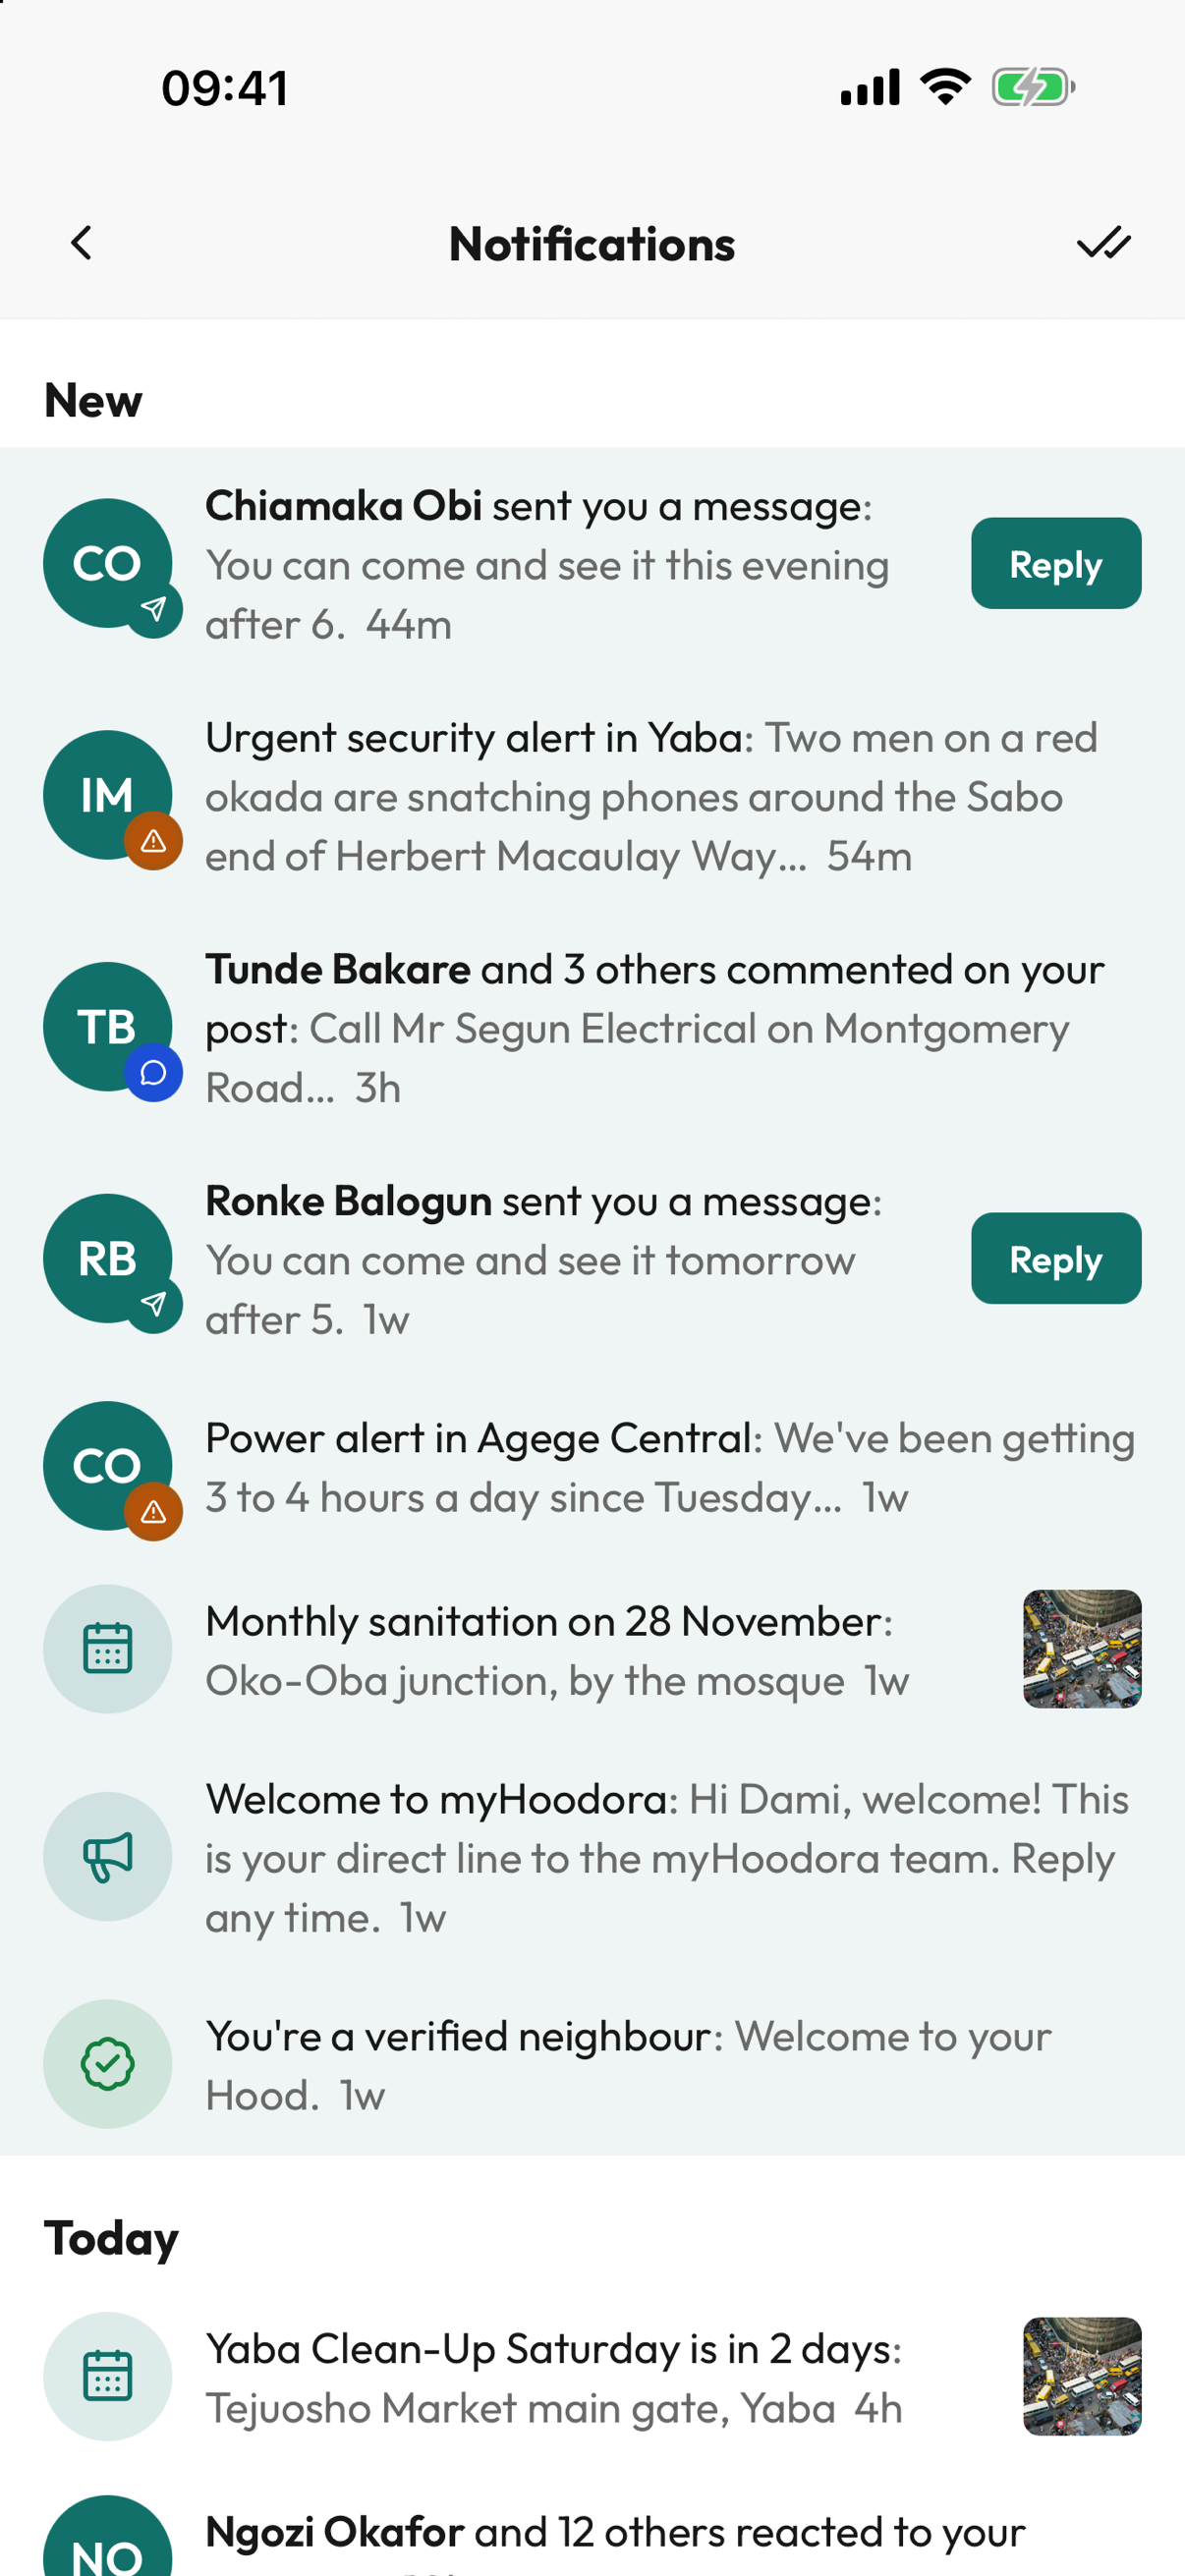 09:41
Notifications
New
CO
Chiamaka Obi sent you a message:
You can come and see it this evening
after 6. 44m
Reply
IM
Urgent security alert in Yaba: Two men on a red
okada are snatching phones around the Sabo
end of Herbert Macaulay Way... 54m
TB
Tunde Bakare and 3 others commented on your
post: Call Mr Segun Electrical on Montgomery
Road... 3h
RB
Ronke Balogun sent you a message:
You can come and see it tomorrow
after 5. 1w
Reply
CO
Power alert in Agege Central: We've been getting
3 to 4 hours a day since Tuesday... 1w
Monthly sanitation on 28 November:
Oko-Oba junction, by the mosque 1w
Welcome to myHoodora: Hi Dami, welcome! This
is your direct line to the myHoodora team. Reply
any time. 1w
You're a verified neighbour: Welcome to your
Hood. 1w
Today
Yaba Clean-Up Saturday is in 2 days:
Tejuosho Market main gate, Yaba 4h
NO
Ngozi Okafor and 12 others reacted to your